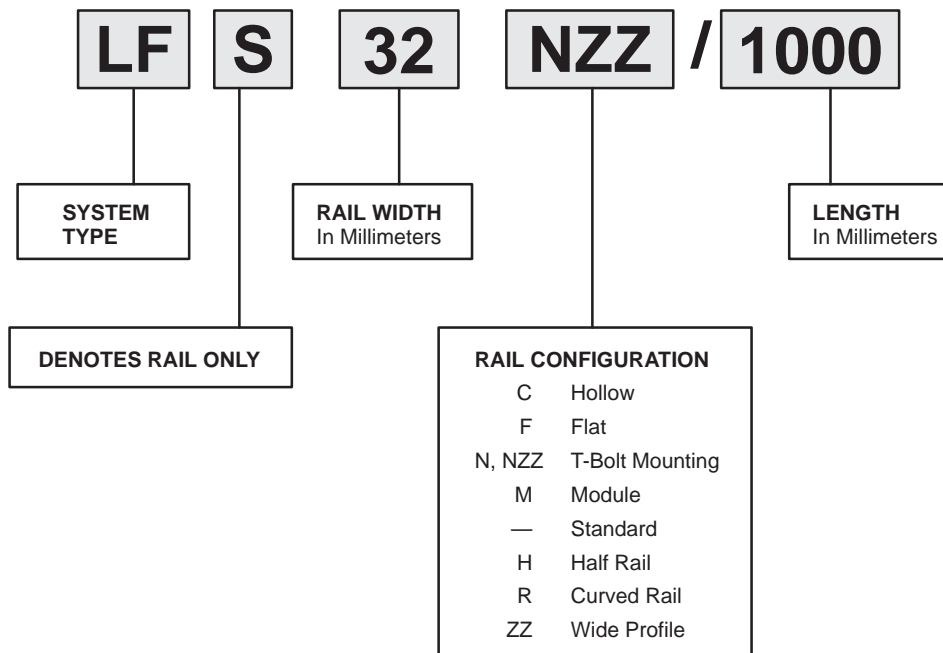 LF S 32 NZZ / 1000
SYSTEM
TYPE
RAIL WIDTH
In Millimeters
LENGTH
In Millimeters
DENOTES RAIL ONLY
RAIL CONFIGURATION
C Hollow
F Flat
N, NZZ T-Bolt Mounting
M Module
— Standard
H Half Rail
R Curved Rail
ZZ Wide Profile